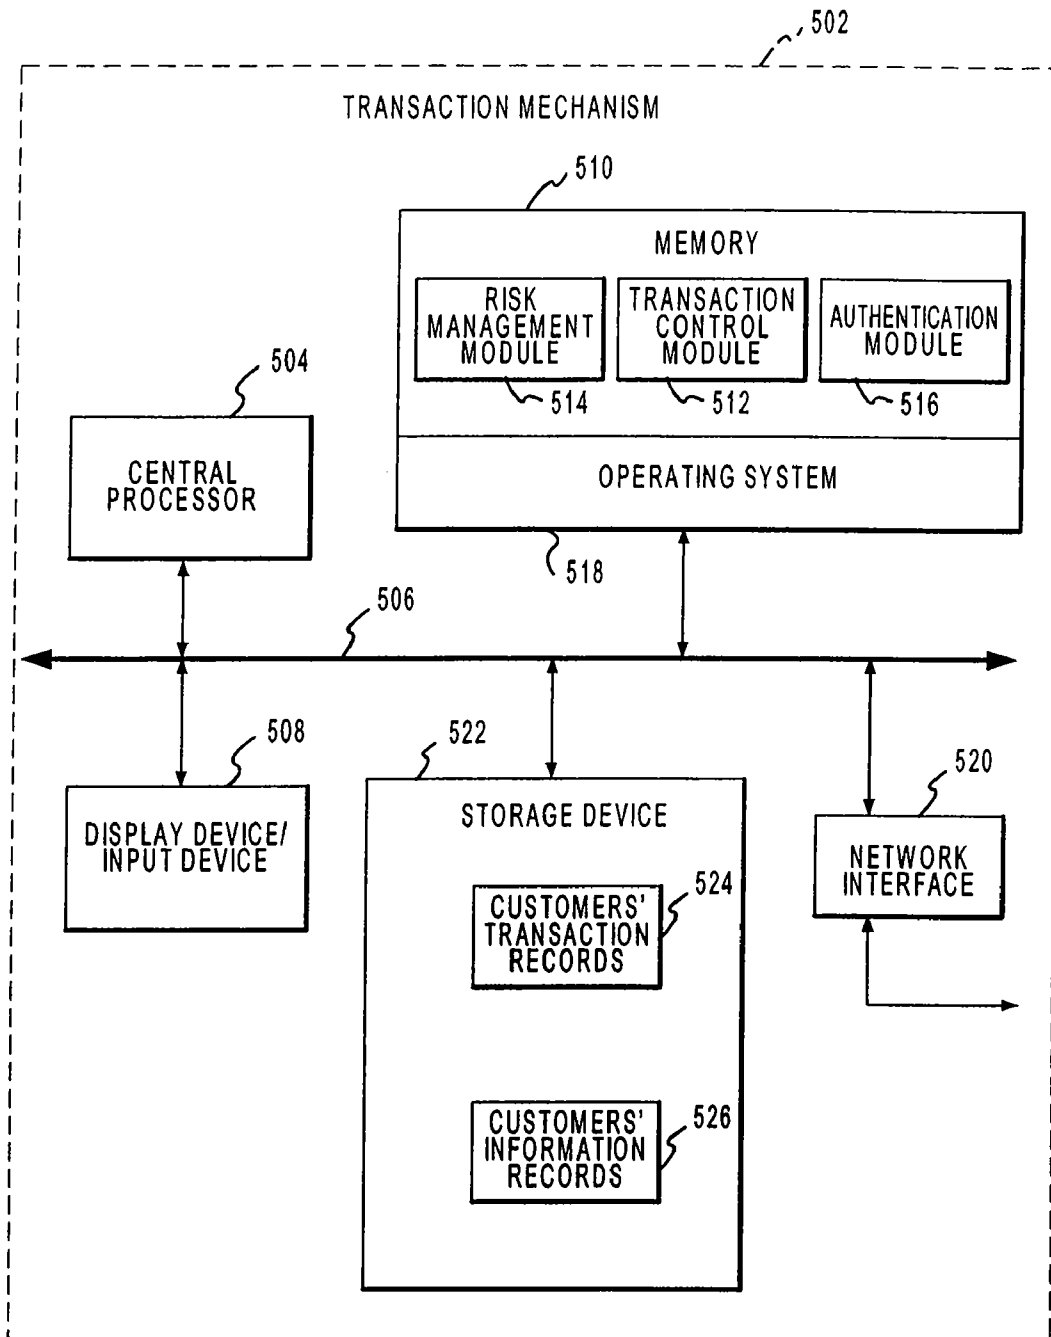 502
TRANSACTION MECHANISM
510
MEMORY
RISK
MANAGEMENT
MODULE
514
TRANSACTION
CONTROL
MODULE
512
AUTHENTICATION
MODULE
516
504
CENTRAL
PROCESSOR
OPERATING SYSTEM
518
506
508
DISPLAY DEVICE/
INPUT DEVICE
522
STORAGE DEVICE
524
CUSTOMERS'
TRANSACTION
RECORDS
526
CUSTOMERS'
INFORMATION
RECORDS
520
NETWORK
INTERFACE